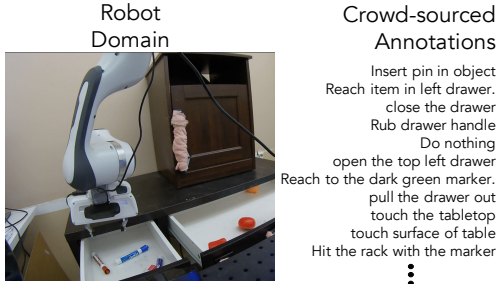 Robot
Domain
Crowd-sourced
Annotations
Insert pin in object
Reach item in left drawer.
close the drawer
Rub drawer handle
Do nothing
open the top left drawer
Reach to the dark green marker.
pull the drawer out
touch the tabletop
touch surface of table
Hit the rack with the marker